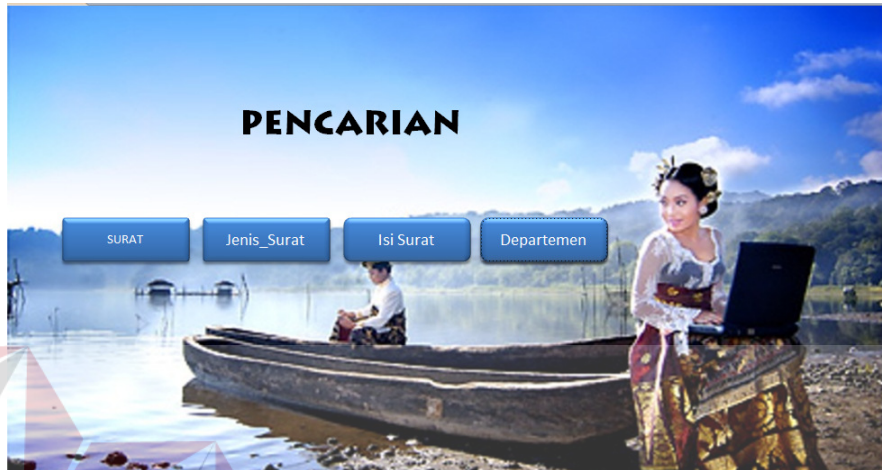 PENCARIAN
SURAT
Jenis_Surat
Isi Surat
Departemen